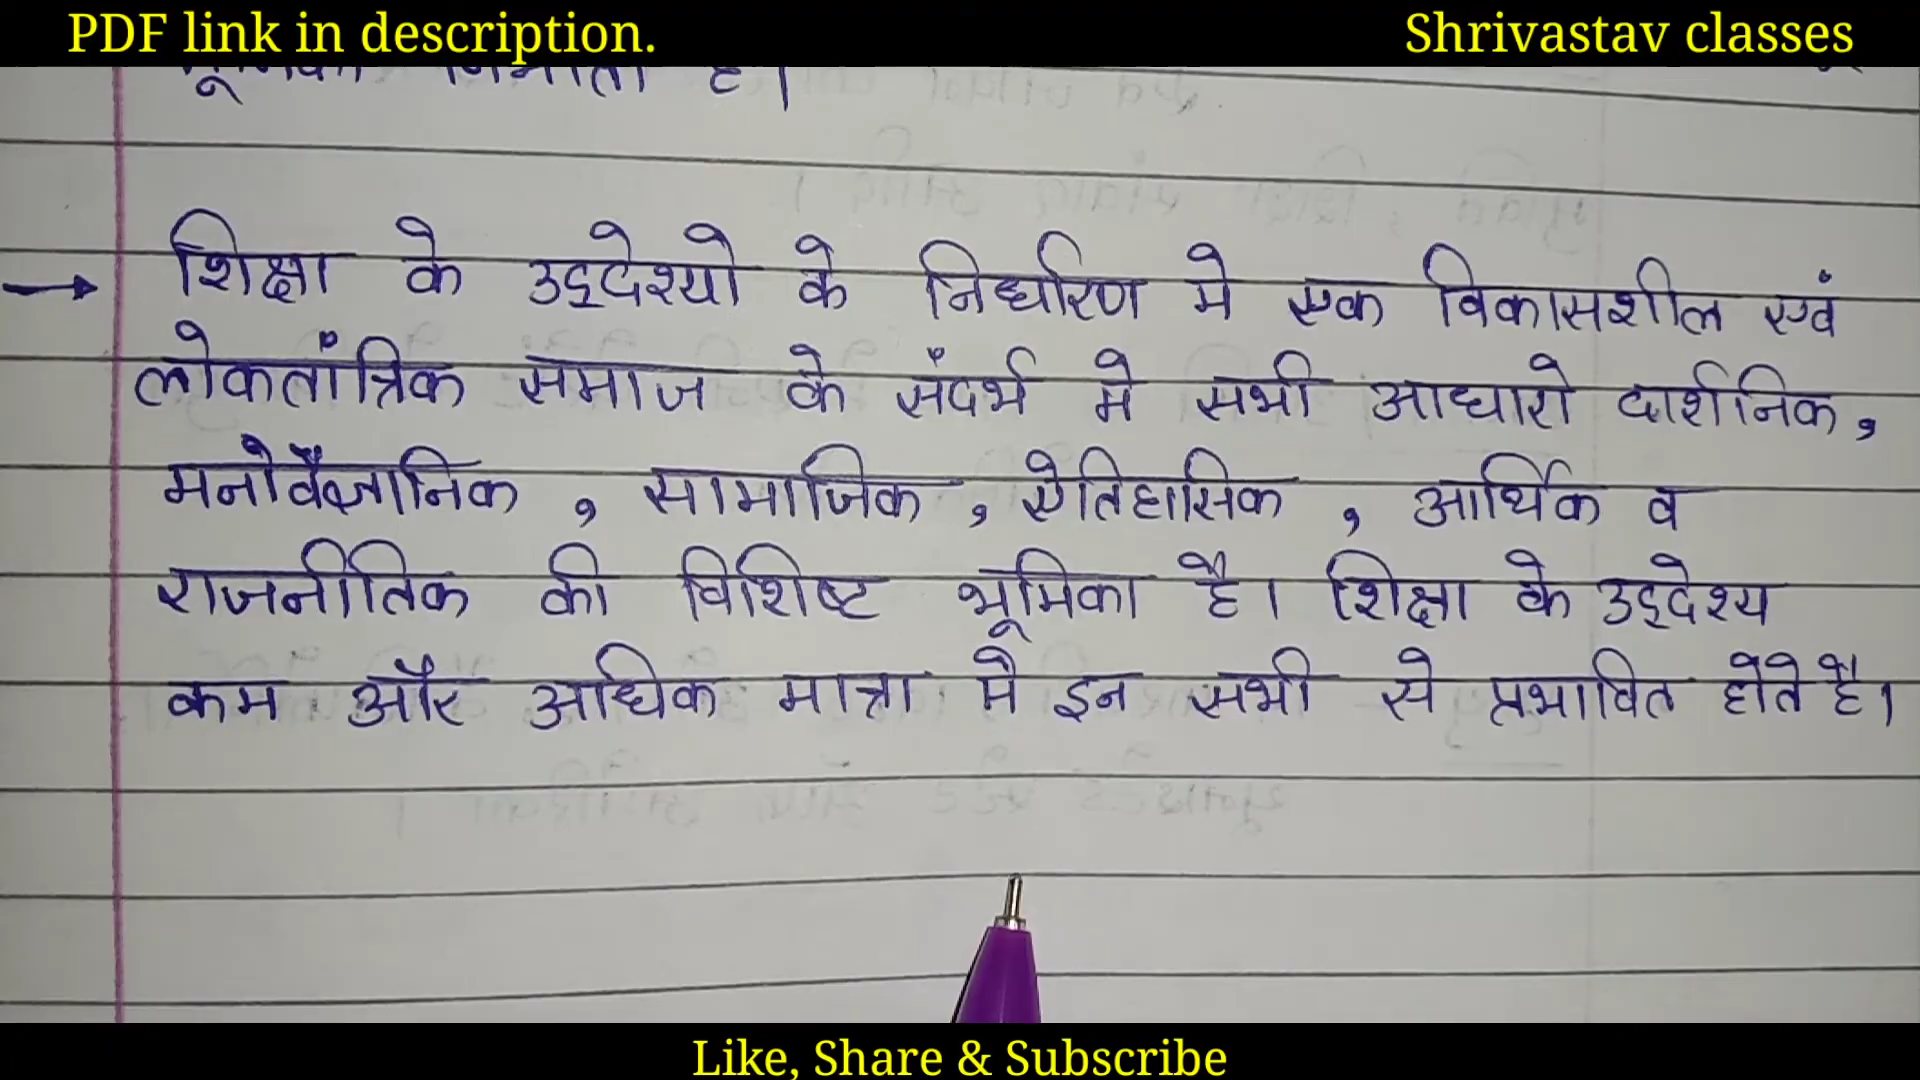 PDF link in description.
Shrivastav classes
है।
→ शिक्षा के उद्देश्यो के निर्धारण मे एक विकासशील एवं
लोकतांत्रिक समाज के संदर्भ मे सभी आधारो दार्शनिक,
मनोवैज्ञानिक , सामाजिक , ऐतिहासिक , आर्थिक व
राजनीतिक की विशिष्ट भूमिका है। शिक्षा के उद्देश्य
कम और अधिक मात्रा मे इन सभी से प्रभावित होते है।
Like, Share & Subscribe